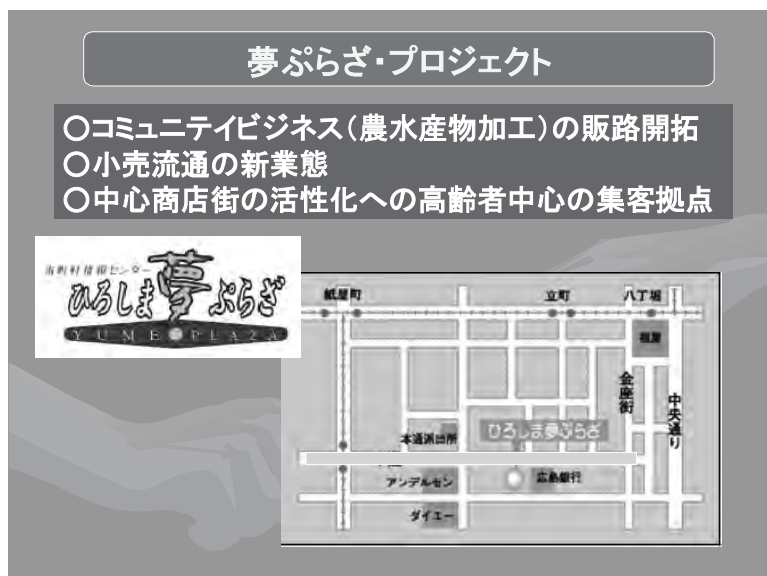 夢ぷらざ・プロジェクト
○コミュニテイビジネス（農水産物加工）の販路開拓
○小売流通の新業態
○中心商店街の活性化への高齢者中心の集客拠点
市町村情報センター
ひろしま夢ぷらざ
YUME PLAZA
紙屋町
立町
八丁堀
福屋
金座街
中央通り
本通派出所
ひろしま夢ぷらざ
アンデルセン
広島銀行
ダイエー